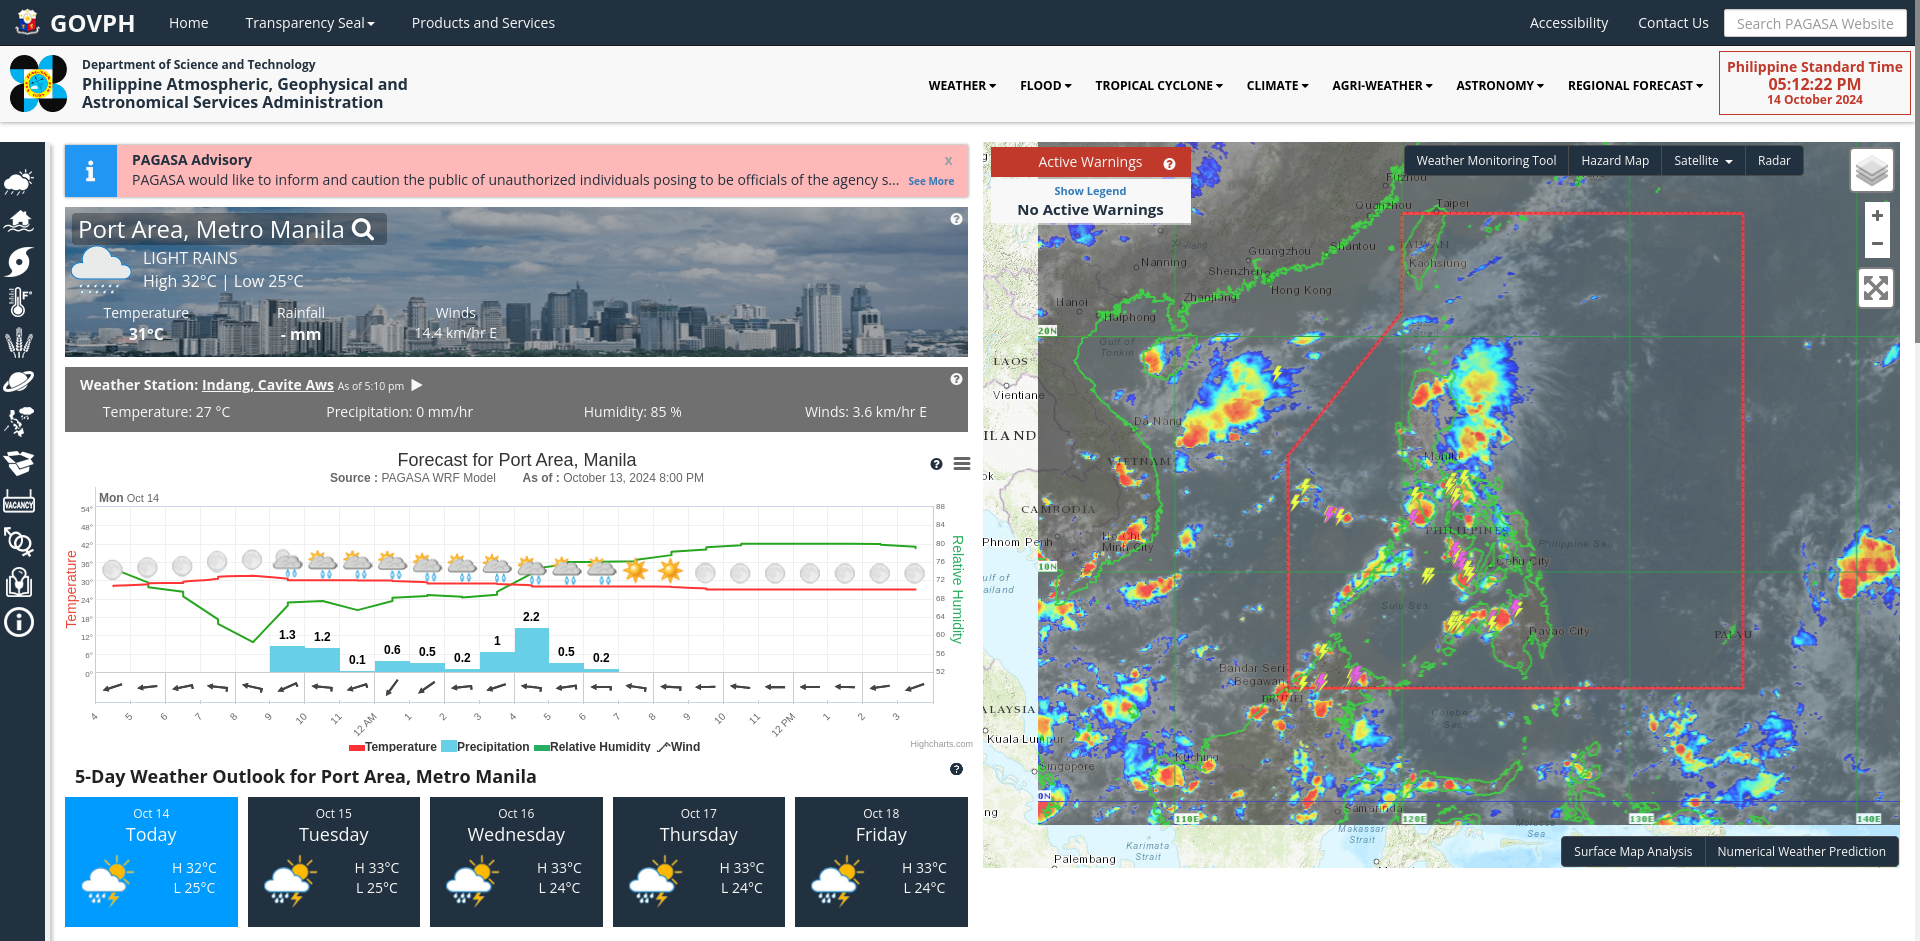 GOVPH
Home
Transparency Seal
Products and Services
Accessibility
Contact Us
Search PAGASA Website
Department of Science and Technology
Philippine Atmospheric, Geophysical and
Astronomical Services Administration
WEATHER
FLOOD
TROPICAL CYCLONE
CLIMATE
AGRI-WEATHER
ASTRONOMY
REGIONAL FORECAST
Philippine Standard Time
05:12:22 PM
14 October 2024
PAGASA Advisory
x
PAGASA would like to inform and caution the public of unauthorized individuals posing to be officials of the agency s...
See More
Port Area, Metro Manila
LIGHT RAINS
High 32°C | Low 25°C
Temperature
Rainfall
Winds
31°C
- mm
14.4 km/hr E
Weather Station: Indang, Cavite Aws As of 5:10 pm
Temperature: 27 °C
Precipitation: 0 mm/hr
Humidity: 85 %
Winds: 3.6 km/hr E
VACANCY
Forecast for Port Area, Manila
Source : PAGASA WRF Model
As of : October 13, 2024 8:00 PM
Mon Oct 14
Temperature
54°
48°
42°
36°
30°
24°
18°
12°
6°
0°
Relative Humidity
88
84
80
76
72
68
64
60
56
52
1.3
1.2
0.1
0.6
0.5
0.2
1
2.2
0.5
0.2
4
5
6
7
8
9
10
11
12 AM
1
2
3
4
5
6
7
8
9
10
11
12 PM
1
2
3
Temperature
Precipitation
Relative Humidity
Wind
Highcharts.com
5-Day Weather Outlook for Port Area, Metro Manila
Oct 14
Today
H 32°C
L 25°C
Oct 15
Tuesday
H 33°C
L 25°C
Oct 16
Wednesday
H 33°C
L 24°C
Oct 17
Thursday
H 33°C
L 24°C
Oct 18
Friday
H 33°C
L 24°C
Active Warnings
Show Legend
No Active Warnings
Weather Monitoring Tool
Hazard Map
Satellite
Radar
+
−
Fuzhou
Quanzhou
Taipei
TAIWAN
Kaohsiung
Shantou
Guangzhou
Shenzhen
Hong Kong
Nanning
Zhanjiang
Hanoi
Haiphong
20N
Gulf of
Tonkin
LAOS
Vientiane
Da Nang
ILAND
VIETNAM
ok
CAMBODIA
Phnom Penh
Ho Chi
Minh City
Manila
PHILIPPINES
Philippine Sea
Cebu City
10N
ulf of
ailand
Sulu Sea
Davao City
PALAU
Bandar Seri
Begawan
BRUNEI
ALAYSIA
Celebes
Sea
Kuala Lumpur
Singapore
Kuching
0N
ng
Samarinda
110E
120E
130E
140E
Makassar
Strait
Molucca
Sea
Karimata
Strait
Palembang
Surface Map Analysis
Numerical Weather Prediction